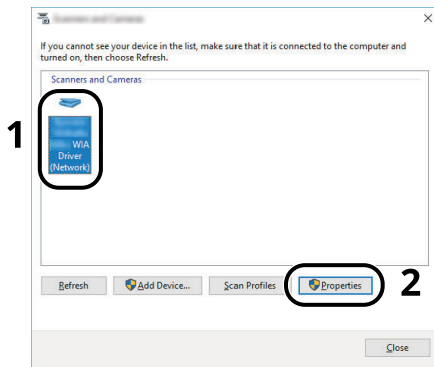 If you cannot see your device in the list, make sure that it is connected to the computer and
turned on, then choose Refresh.
Scanners and Cameras
1
WIA
Driver
(Network)
Refresh
Add Device...
Scan Profiles
Properties
2
Close